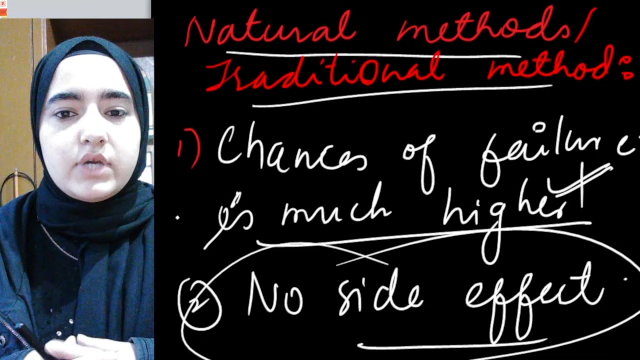 Natural methods/
Traditional method:
1) Chances of failure
is much higher
(2) No side effect.